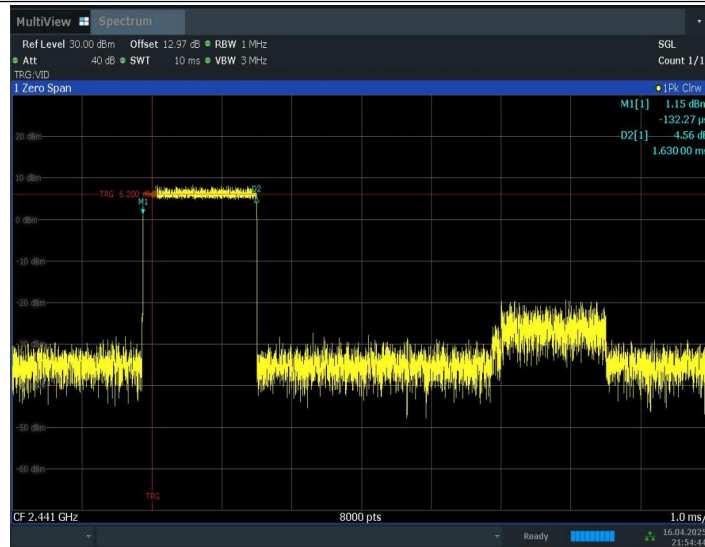 MultiView Spectrum
Ref Level 30.00 dBm Offset 12.97 dB RBW 1 MHz SGL
Att 40 dB SWT 10 ms VBW 3 MHz Count 1/1
TRG:VID
1 Zero Span 1Pk Clrw
M1[1] 1.15 dBm
-132.27 µs
20 dBm D2[1] 4.56 dB
1.630 00 ms
10 dBm
TRG 6.200 D2
M1
0 dBm
-10 dBm
-20 dBm
-50 dBm
-60 dBm
TRG
CF 2.441 GHz 8000 pts 1.0 ms/
Ready 16.04.2025
21:54:44